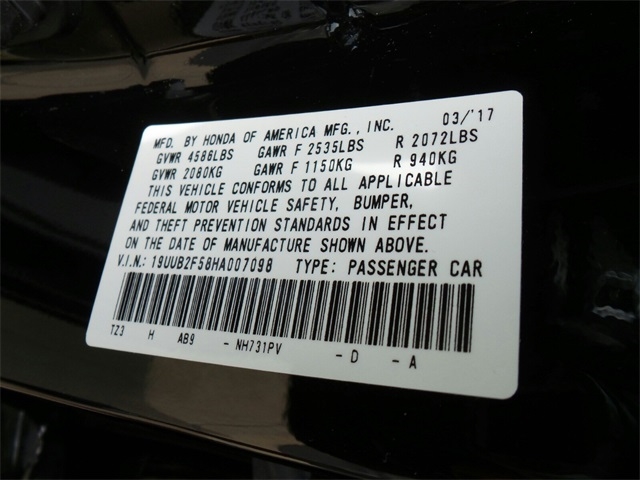 MFD. BY HONDA OF AMERICA MFG., INC. 03/'17
GVWR 4586LBS GAWR F 2535LBS R 2072LBS
GVWR 2080KG GAWR F 1150KG R 940KG
THIS VEHICLE CONFORMS TO ALL APPLICABLE
FEDERAL MOTOR VEHICLE SAFETY, BUMPER,
AND THEFT PREVENTION STANDARDS IN EFFECT
ON THE DATE OF MANUFACTURE SHOWN ABOVE.
V.I.N.: 19UUB2F58HA007098 TYPE: PASSENGER CAR
TZ3 H AB9 - NH731PV - D - A